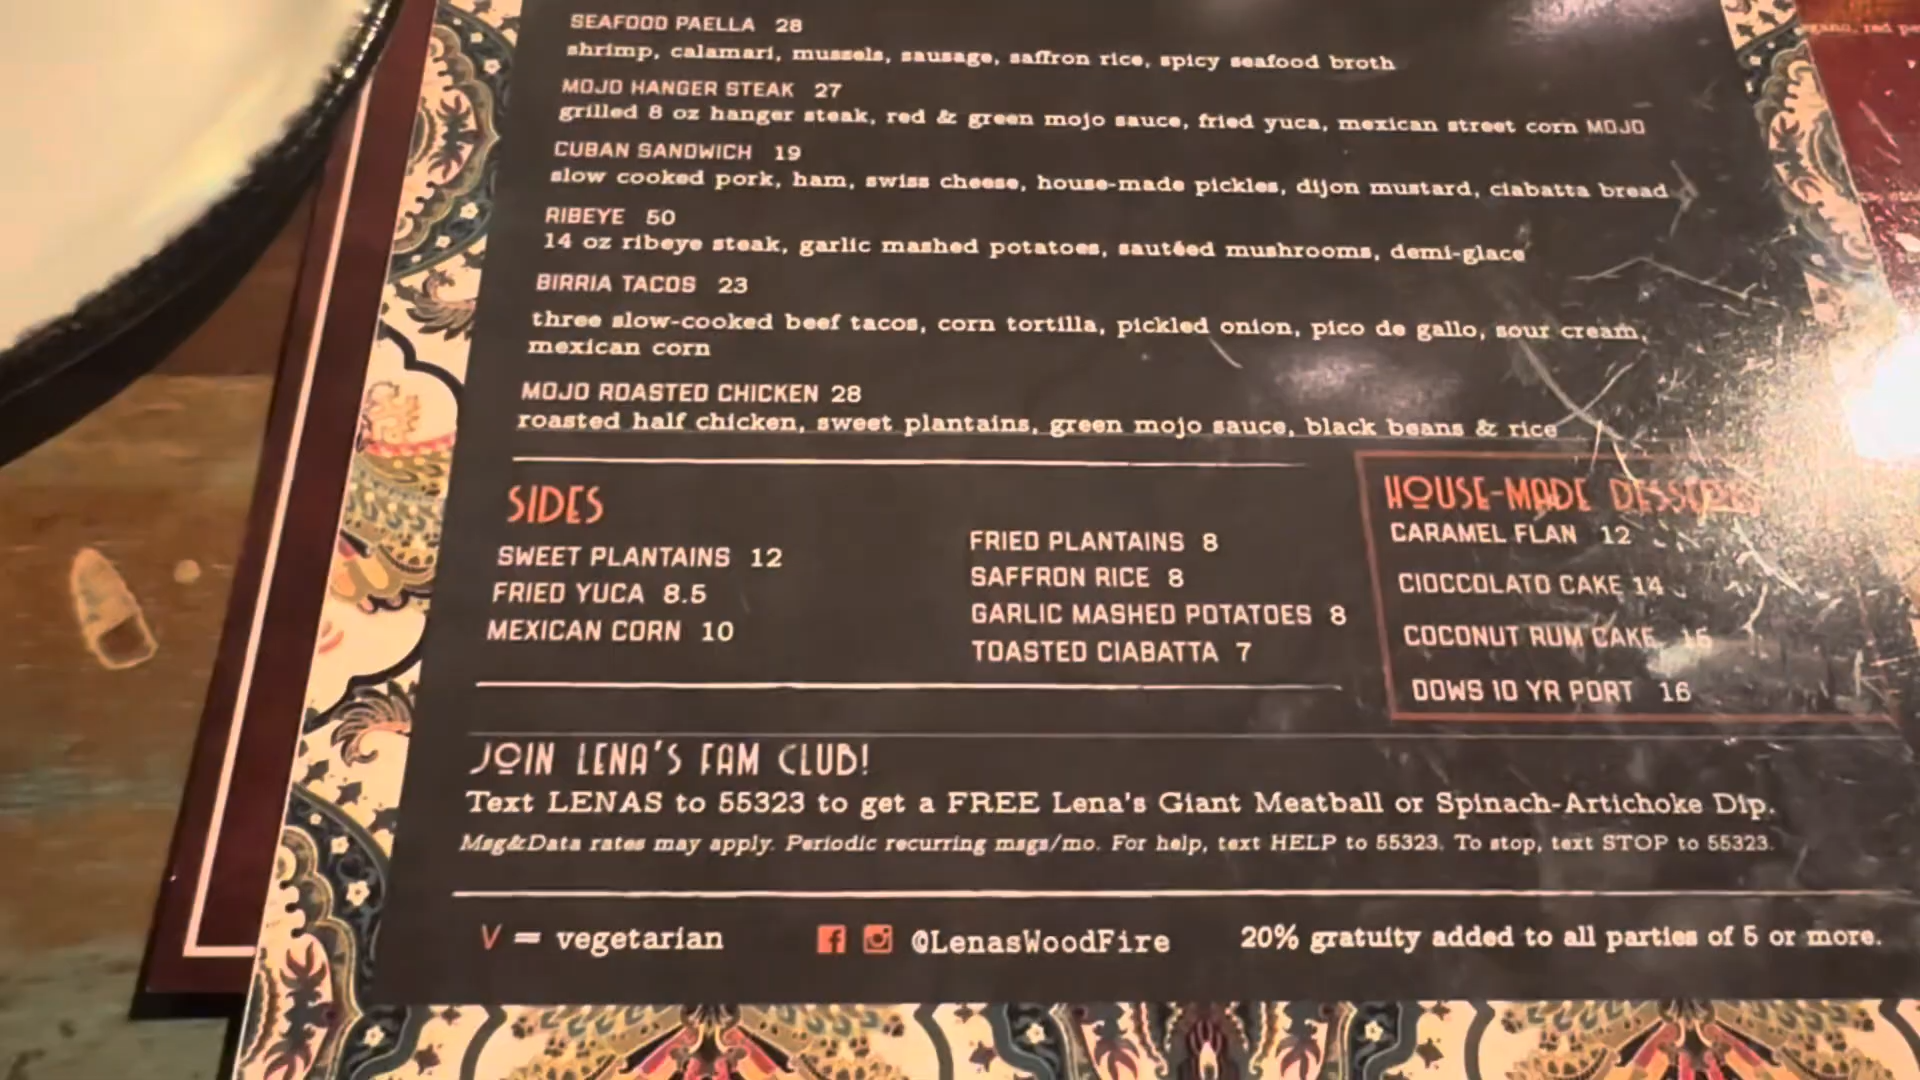 SEAFOOD PAELLA 28
shrimp, calamari, mussels, sausage, saffron rice, spicy seafood broth
MOJO HANGER STEAK 27
grilled 8 oz hanger steak, red & green mojo sauce, fried yuca, mexican street corn MOJO
CUBAN SANDWICH 19
slow cooked pork, ham, swiss cheese, house-made pickles, dijon mustard, ciabatta bread
RIBEYE 50
14 oz ribeye steak, garlic mashed potatoes, sautéed mushrooms, demi-glace
BIRRIA TACOS 23
three slow-cooked beef tacos, corn tortilla, pickled onion, pico de gallo, sour cream,
mexican corn
MOJO ROASTED CHICKEN 28
roasted half chicken, sweet plantains, green mojo sauce, black beans & rice
SIDES
SWEET PLANTAINS 12
FRIED YUCA 8.5
MEXICAN CORN 10
FRIED PLANTAINS 8
SAFFRON RICE 8
GARLIC MASHED POTATOES 8
TOASTED CIABATTA 7
HOUSE-MADE DESSERTS
CARAMEL FLAN 12
CIOCCOLATO CAKE 14
COCONUT RUM CAKE
DOWS 10 YR PORT 16
JOIN LENA'S FAM CLUB!
Text LENAS to 55323 to get a FREE Lena's Giant Meatball or Spinach-Artichoke Dip.
Msg&Data rates may apply. Periodic recurring msgs/mo. For help, text HELP to 55323. To stop, text STOP to 55323.
V = vegetarian
@LenasWoodFire
20% gratuity added to all parties of 5 or more.